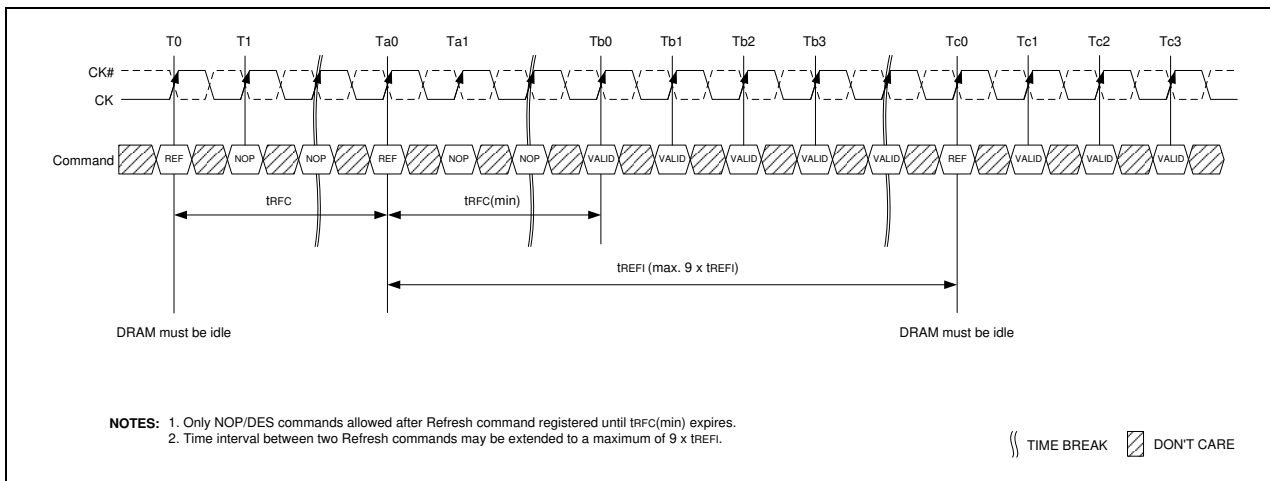 T0 T1 Ta0 Ta1 Tb0 Tb1 Tb2 Tb3 Tc0 Tc1 Tc2 Tc3
CK#
CK
Command REF NOP NOP REF NOP NOP VALID VALID VALID VALID VALID REF VALID VALID VALID
tRFC tRFC(min)
tREFI (max. 9 x tREFI)
DRAM must be idle DRAM must be idle
NOTES: 1. Only NOP/DES commands allowed after Refresh command registered until tRFC(min) expires.
2. Time interval between two Refresh commands may be extended to a maximum of 9 x tREFI.
TIME BREAK DON'T CARE